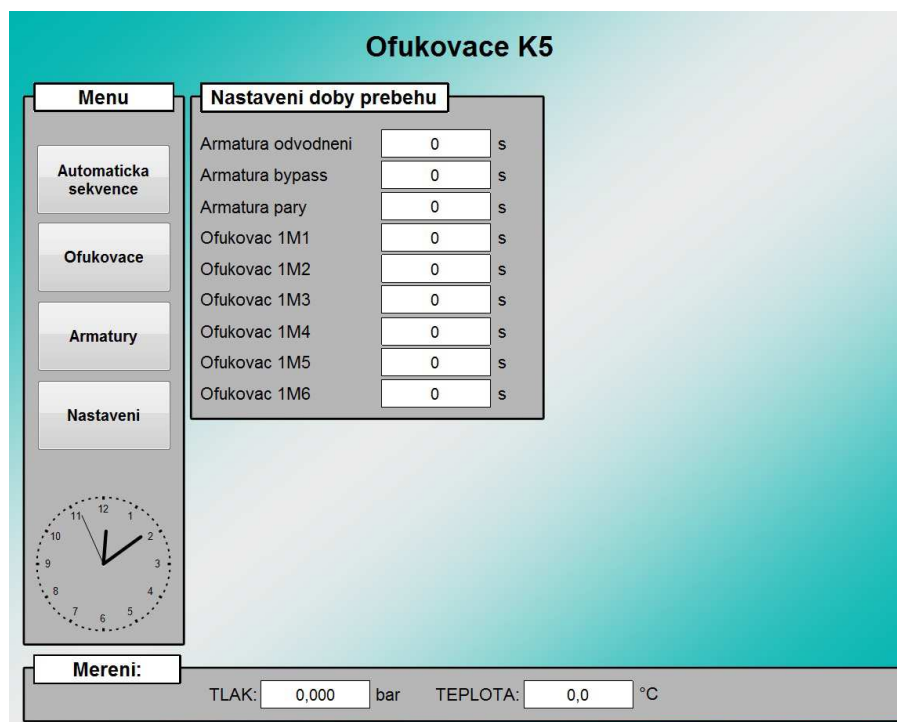 Ofukovace K5
Menu
Automaticka
sekvence
Ofukovace
Armatury
Nastaveni
12
1
2
3
4
5
6
7
8
9
10
11
Nastaveni doby prebehu
Armatura odvodneni 0 s
Armatura bypass 0 s
Armatura pary 0 s
Ofukovac 1M1 0 s
Ofukovac 1M2 0 s
Ofukovac 1M3 0 s
Ofukovac 1M4 0 s
Ofukovac 1M5 0 s
Ofukovac 1M6 0 s
Mereni:
TLAK: 0,000 bar TEPLOTA: 0,0 °C